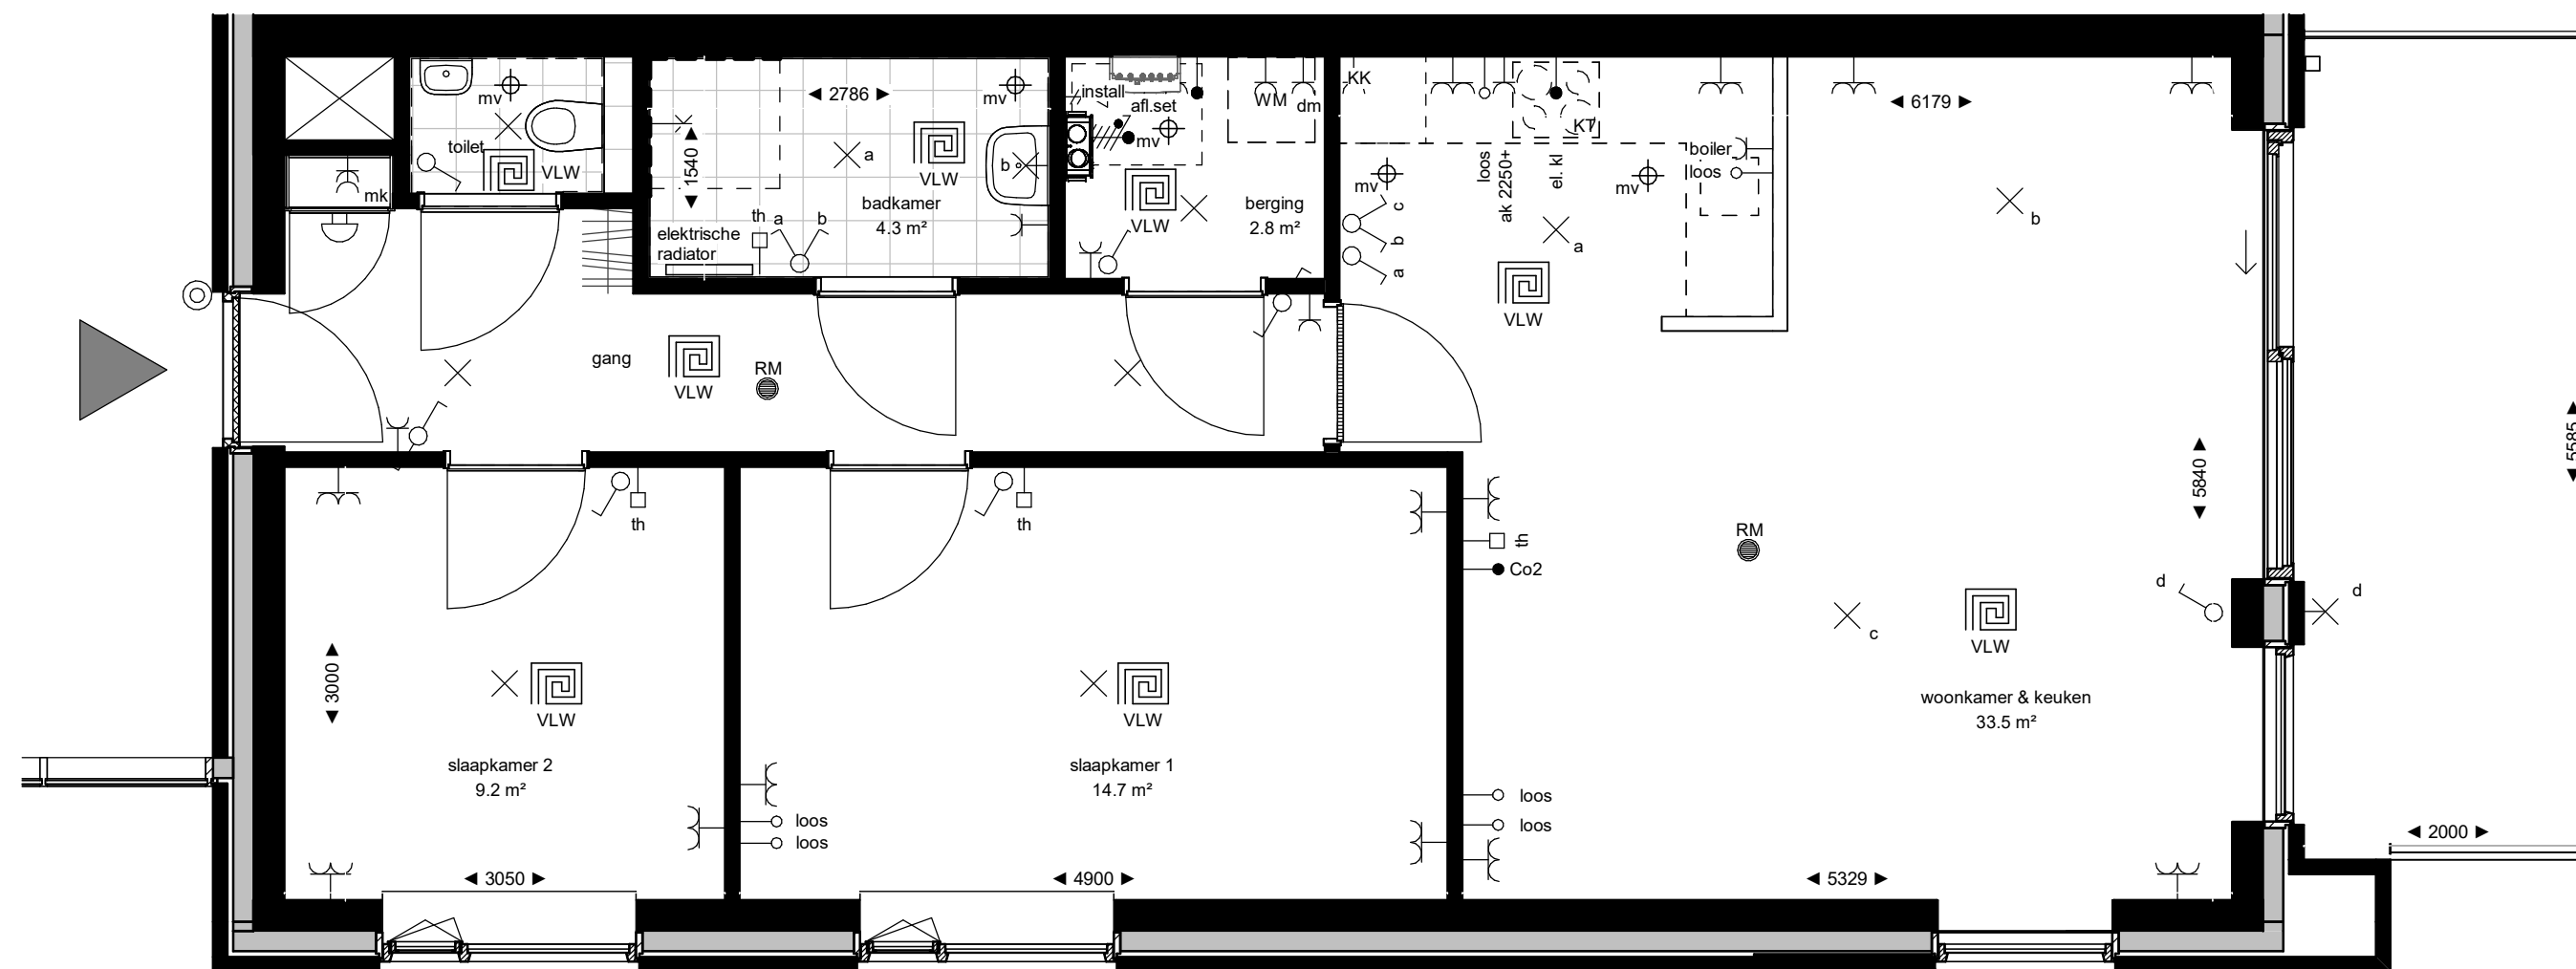 KK
install
WM
dm
afl.set
mv
mv
2786
mv
6179
KT
mv
toilet
VLW
a
VLW
b
1540
mk
boiler
loos
loos
ak 2250+
el. kl
mv
mv
badkamer
4.3 m²
VLW
berging
2.8 m²
c
b
a
th
a
b
elektrische
radiator
a
b
VLW
gang
VLW
RM
5585
5840
th
th
th
Co2
RM
d
d
c
VLW
3000
VLW
VLW
woonkamer & keuken
33.5 m²
slaapkamer 2
9.2 m²
slaapkamer 1
14.7 m²
loos
loos
loos
loos
2000
3050
4900
5329